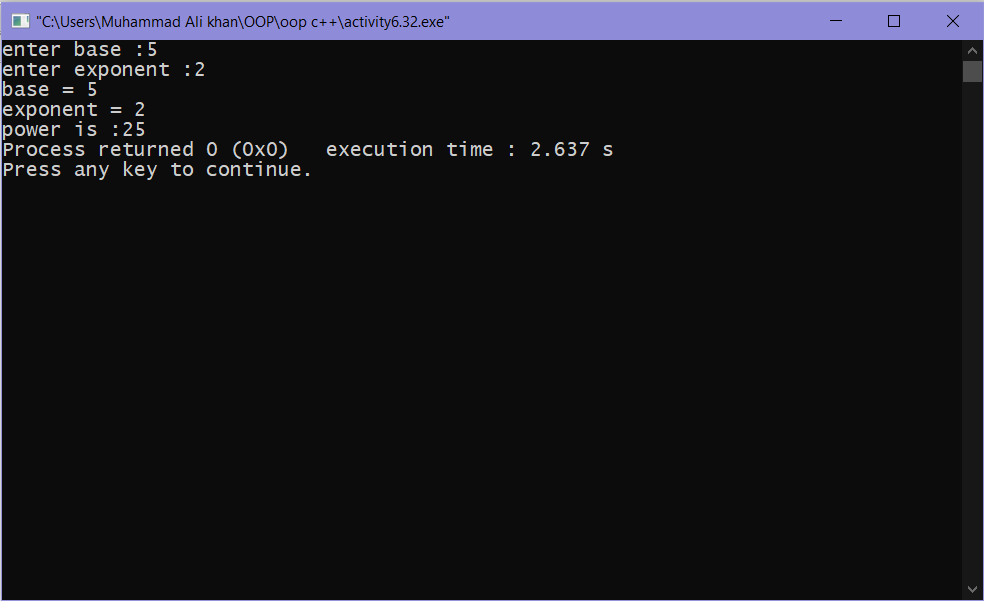 "C:\Users\Muhammad Ali khan\OOP\oop c++\activity6.32.exe"
enter base :5
enter exponent :2
base = 5
exponent = 2
power is :25
Process returned 0 (0x0)   execution time : 2.637 s
Press any key to continue.